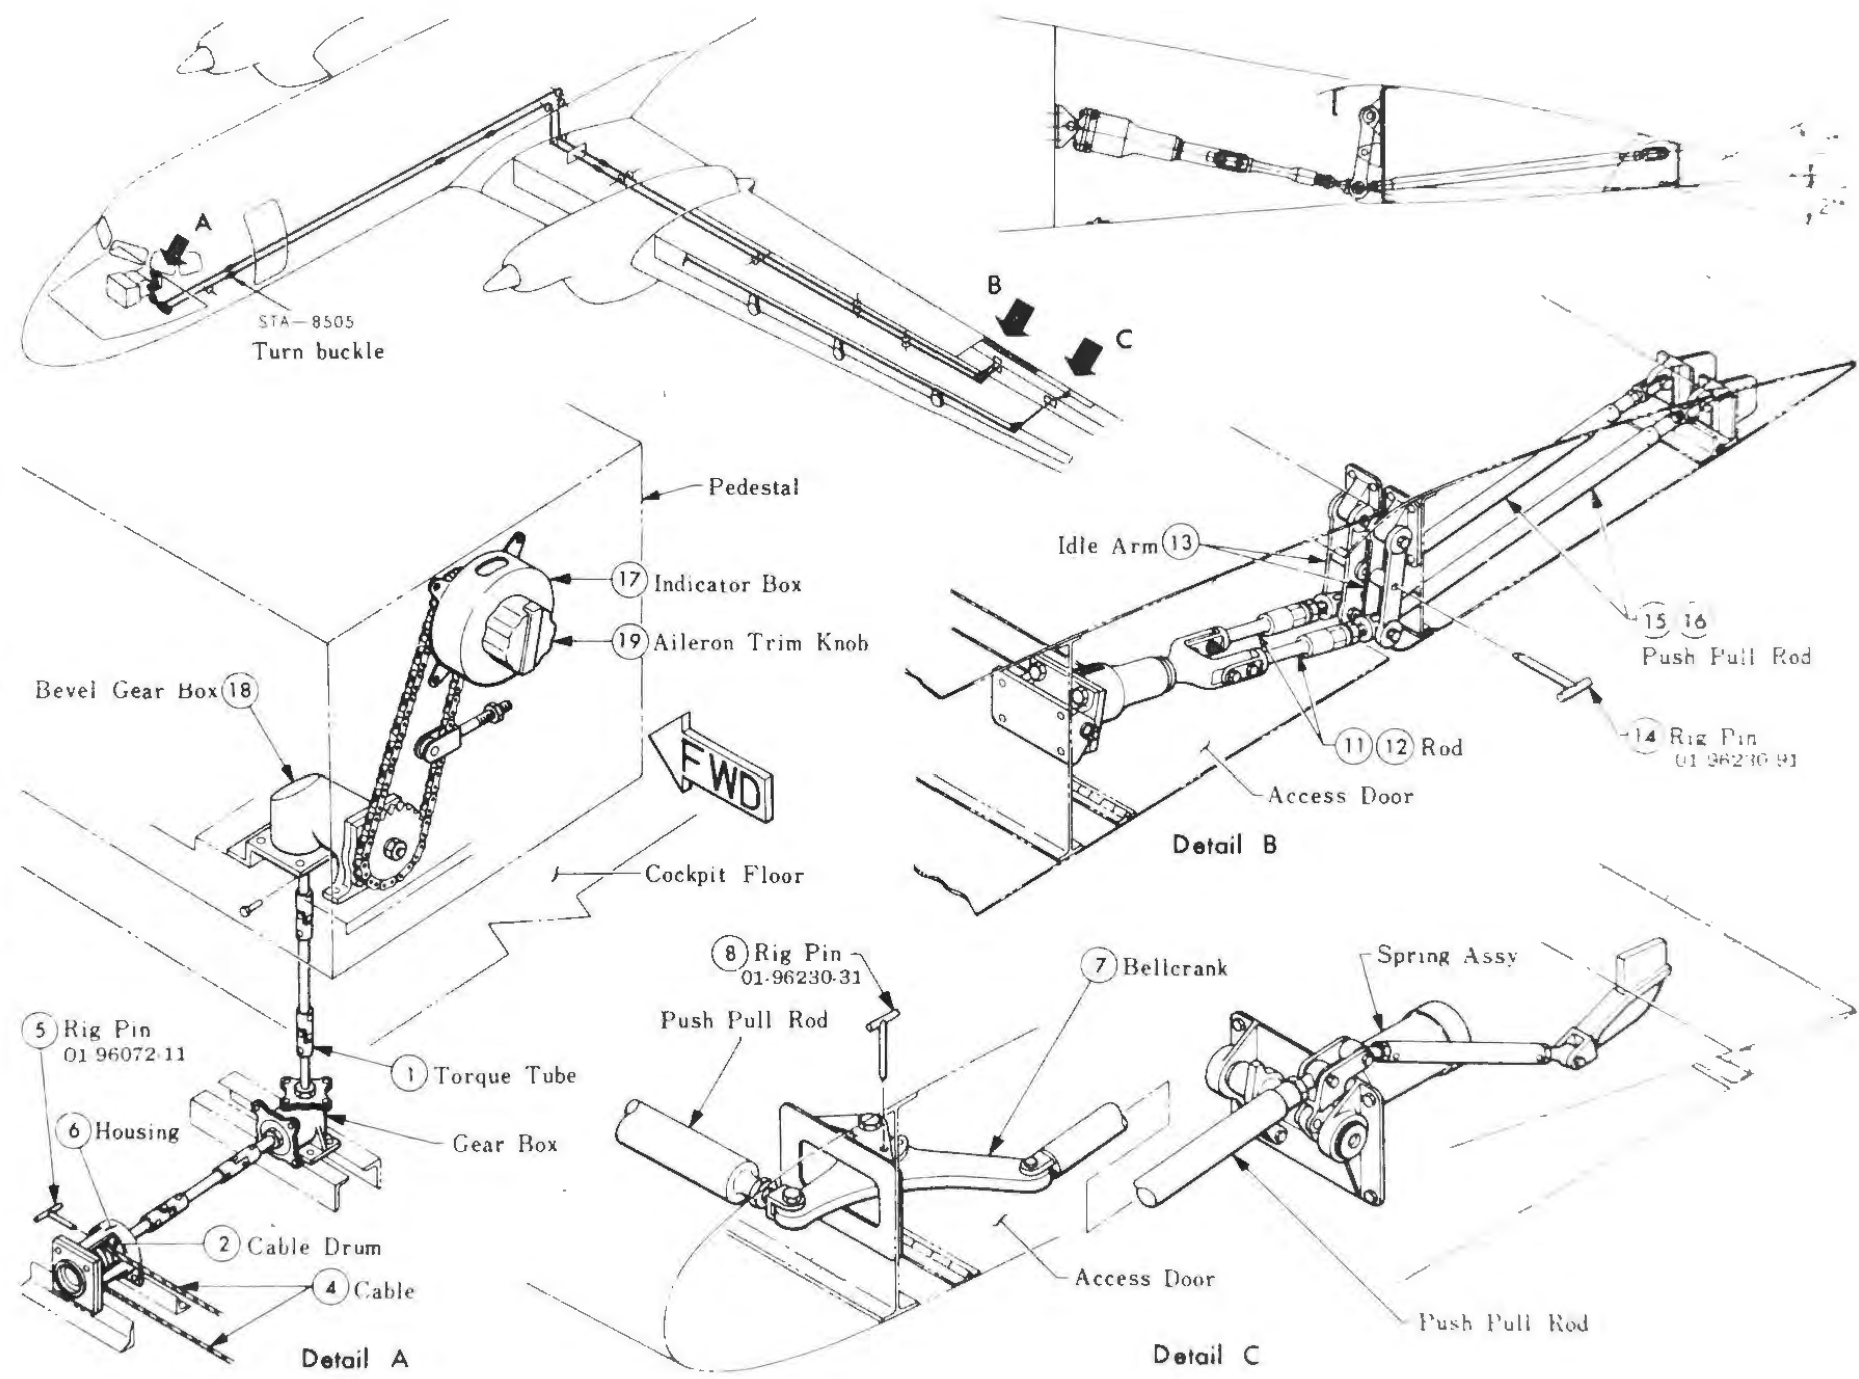 A
STA-8505
Turn buckle
B
C
Pedestal
17 Indicator Box
19 Aileron Trim Knob
Bevel Gear Box 18
FWD
Cockpit Floor
5 Rig Pin
01-96072-11
1 Torque Tube
6 Housing
Gear Box
2 Cable Drum
4 Cable
Detail A
Idle Arm 13
15 16
Push Pull Rod
14 Rig Pin
01-96230-91
11 12 Rod
Access Door
Detail B
8 Rig Pin
01-96230-31
7 Bellcrank
Push Pull Rod
Spring Assy
Access Door
Push Pull Rod
Detail C